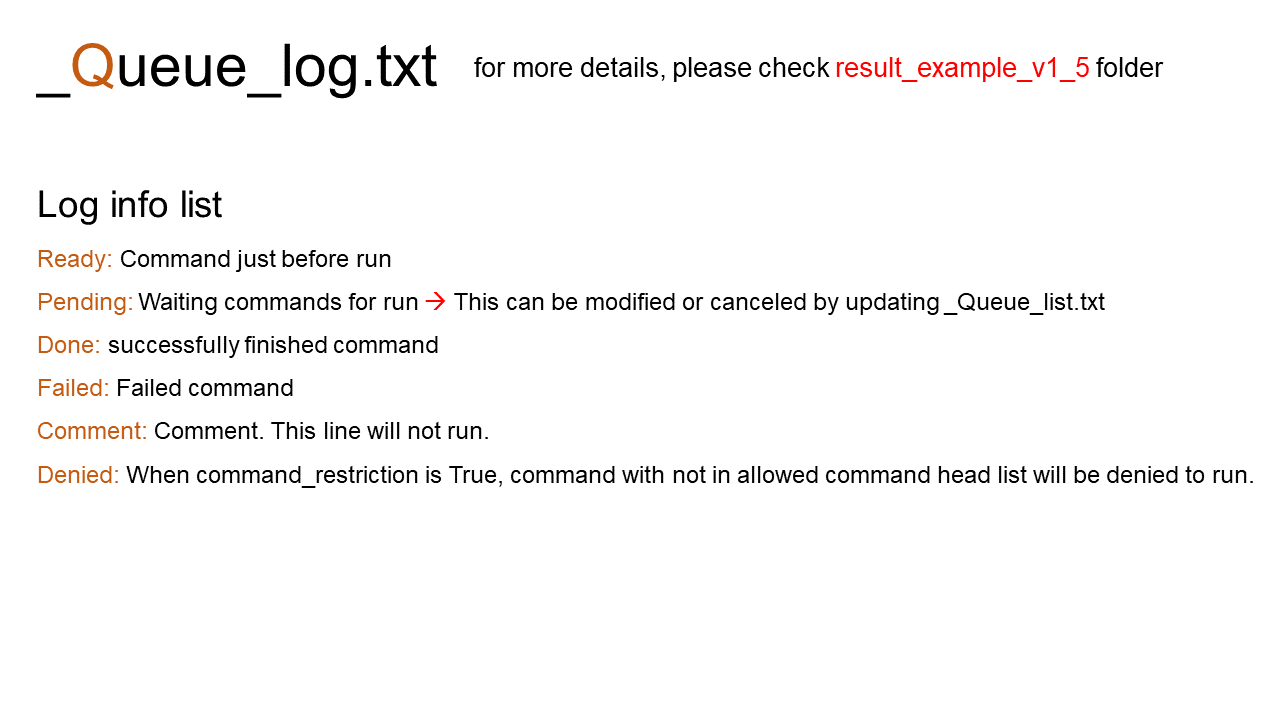 _Queue_log.txt for more details, please check result_example_v1_5 folder
Log info list
Ready: Command just before run
Pending: Waiting commands for run → This can be modified or canceled by updating _Queue_list.txt
Done: successfully finished command
Failed: Failed command
Comment: Comment. This line will not run.
Denied: When command_restriction is True, command with not in allowed command head list will be denied to run.